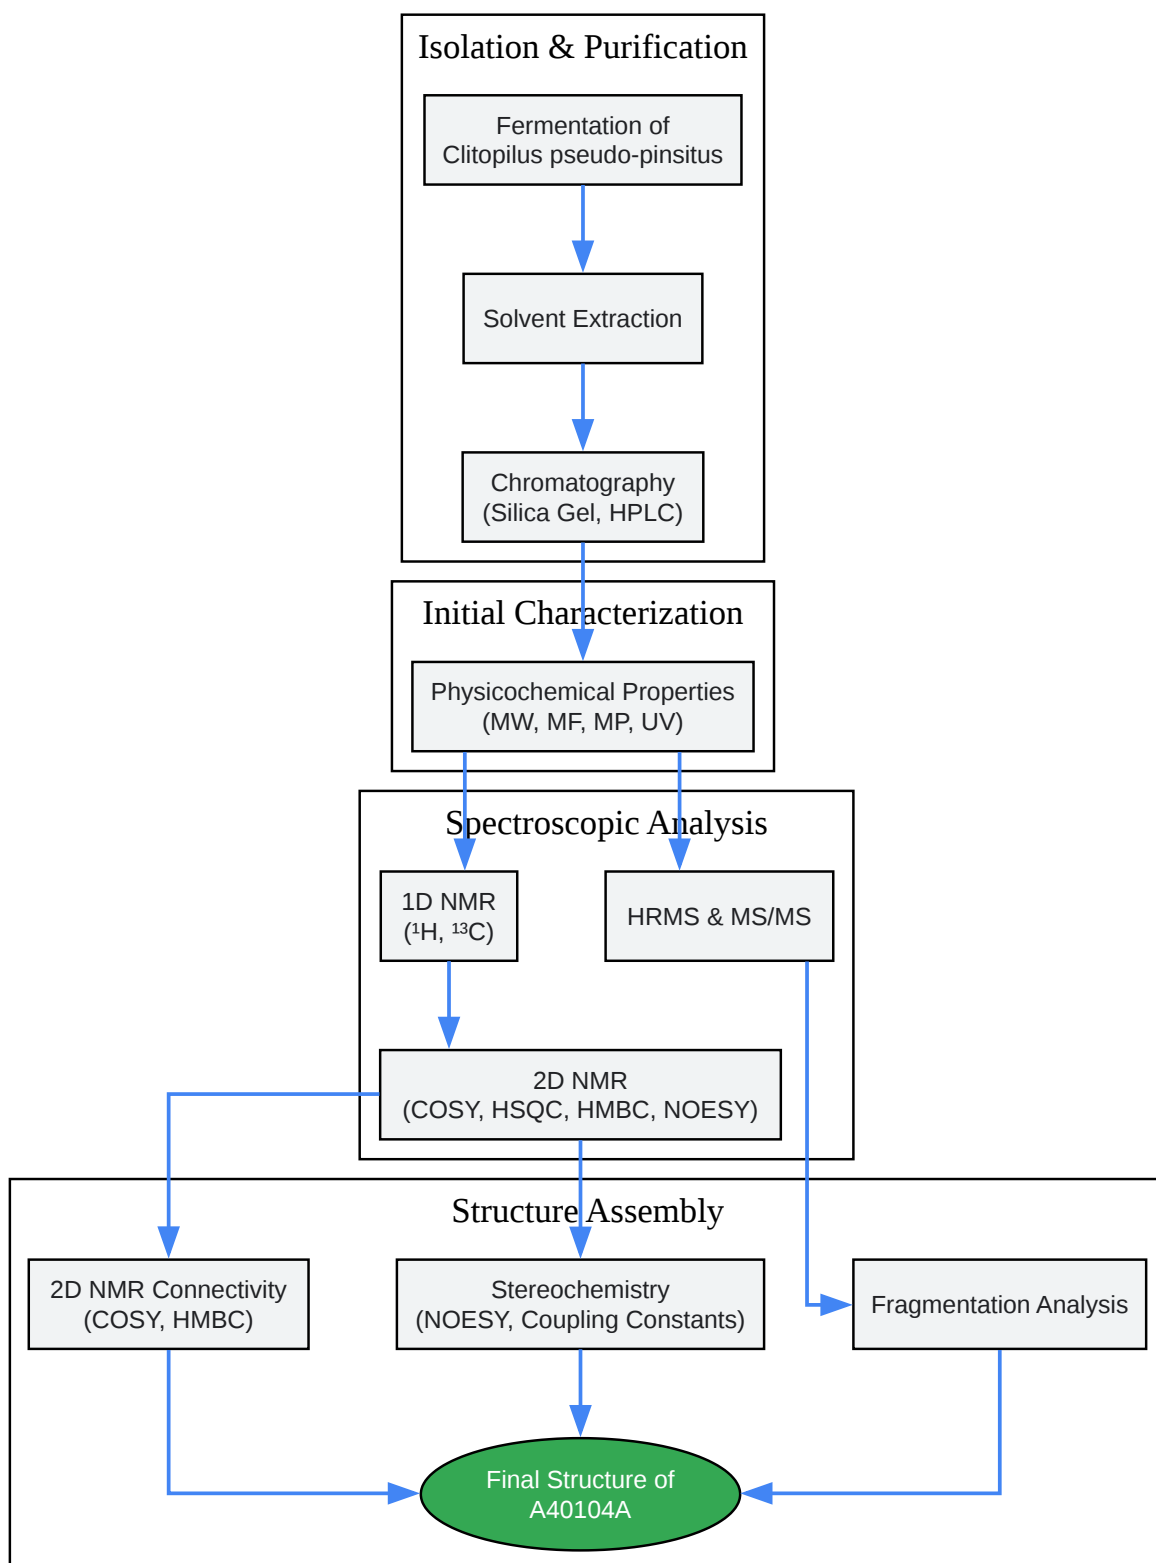 Isolation & Purification
Fermentation of
Clitopilus pseudo-pinsitus
Solvent Extraction
Chromatography
(Silica Gel, HPLC)
Initial Characterization
Physicochemical Properties
(MW, MF, MP, UV)
Spectroscopic Analysis
1D NMR
(¹H, ¹³C)
HRMS & MS/MS
2D NMR
(COSY, HSQC, HMBC, NOESY)
Structure Assembly
2D NMR Connectivity
(COSY, HMBC)
Stereochemistry
(NOESY, Coupling Constants)
Fragmentation Analysis
Final Structure of
A40104A